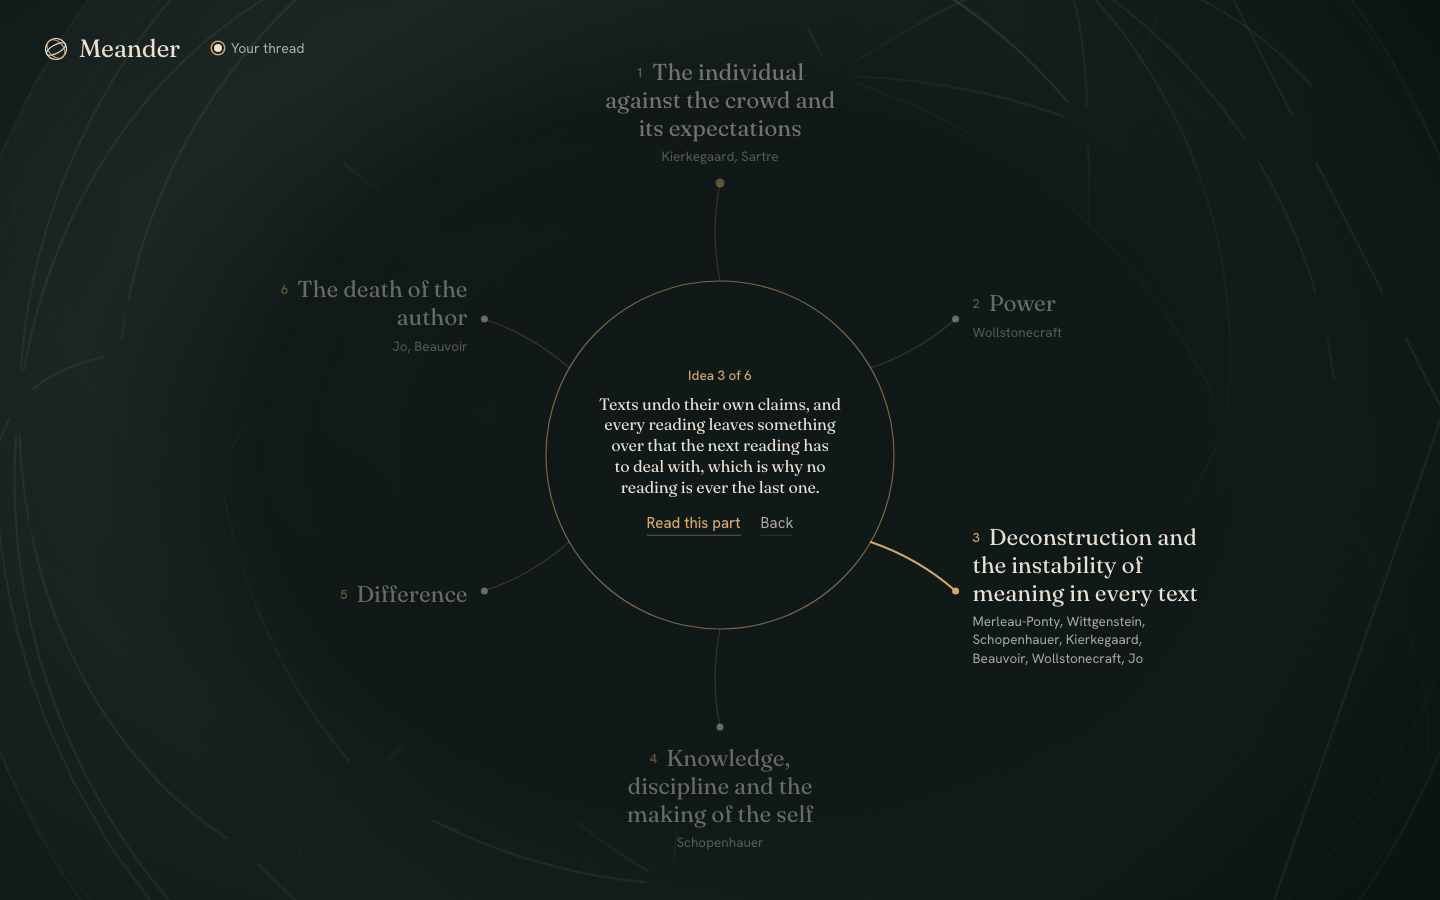 Meander
Your thread
1 The individual
against the crowd and
its expectations
Kierkegaard, Sartre
6 The death of the
author
Jo, Beauvoir
2 Power
Wollstonecraft
Idea 3 of 6
Texts undo their own claims, and
every reading leaves something
over that the next reading has
to deal with, which is why no
reading is ever the last one.
Read this part
Back
3 Deconstruction and
the instability of
meaning in every text
Merleau-Ponty, Wittgenstein,
Schopenhauer, Kierkegaard,
Beauvoir, Wollstonecraft, Jo
5 Difference
4 Knowledge,
discipline and the
making of the self
Schopenhauer